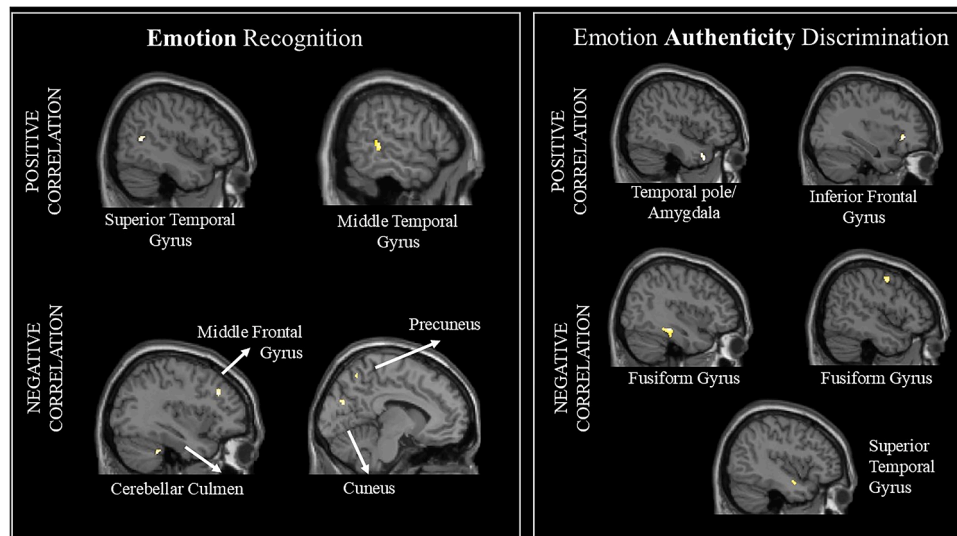 Emotion Recognition
POSITIVE
CORRELATION
Superior Temporal
Gyrus
Middle Temporal
Gyrus
NEGATIVE
CORRELATION
Middle Frontal
Gyrus
Precuneus
Cerebellar Culmen
Cuneus
Emotion Authenticity Discrimination
POSITIVE
CORRELATION
Temporal pole/
Amygdala
Inferior Frontal
Gyrus
NEGATIVE
CORRELATION
Fusiform Gyrus
Fusiform Gyrus
Superior
Temporal
Gyrus